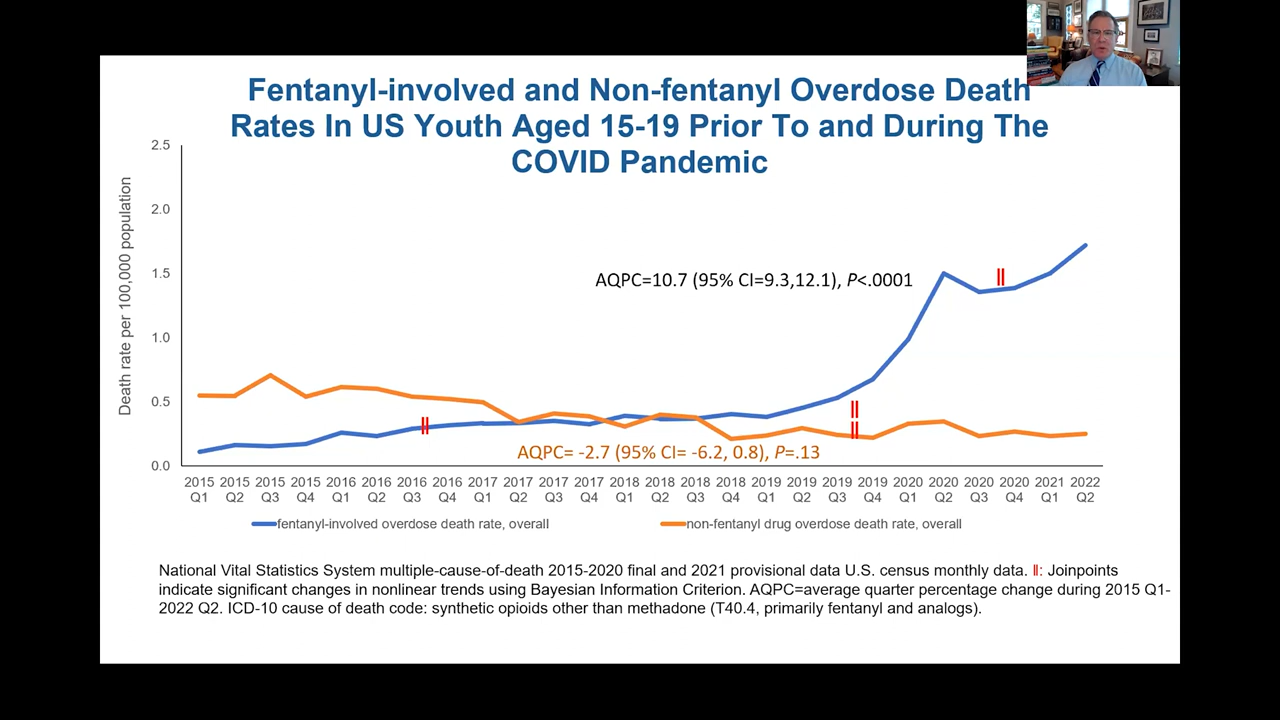 Fentanyl-involved and Non-fentanyl Overdose Death
Rates In US Youth Aged 15-19 Prior To and During The
COVID Pandemic
Death rate per 100,000 population
2.5
2.0
1.5
1.0
0.5
0.0
AQPC=10.7 (95% CI=9.3,12.1), P<.0001
AQPC= -2.7 (95% CI= -6.2, 0.8), P=.13
2015 2015 2015 2015 2016 2016 2016 2016 2017 2017 2017 2017 2018 2018 2018 2018 2019 2019 2019 2019 2020 2020 2020 2020 2021 2022
Q1 Q2 Q3 Q4 Q1 Q2 Q3 Q4 Q1 Q2 Q3 Q4 Q1 Q2 Q3 Q4 Q1 Q2 Q3 Q4 Q1 Q2 Q3 Q4 Q1 Q2
fentanyl-involved overdose death rate, overall
non-fentanyl drug overdose death rate, overall
National Vital Statistics System multiple-cause-of-death 2015-2020 final and 2021 provisional data U.S. census monthly data. ‖: Joinpoints
indicate significant changes in nonlinear trends using Bayesian Information Criterion. AQPC=average quarter percentage change during 2015 Q1-
2022 Q2. ICD-10 cause of death code: synthetic opioids other than methadone (T40.4, primarily fentanyl and analogs).